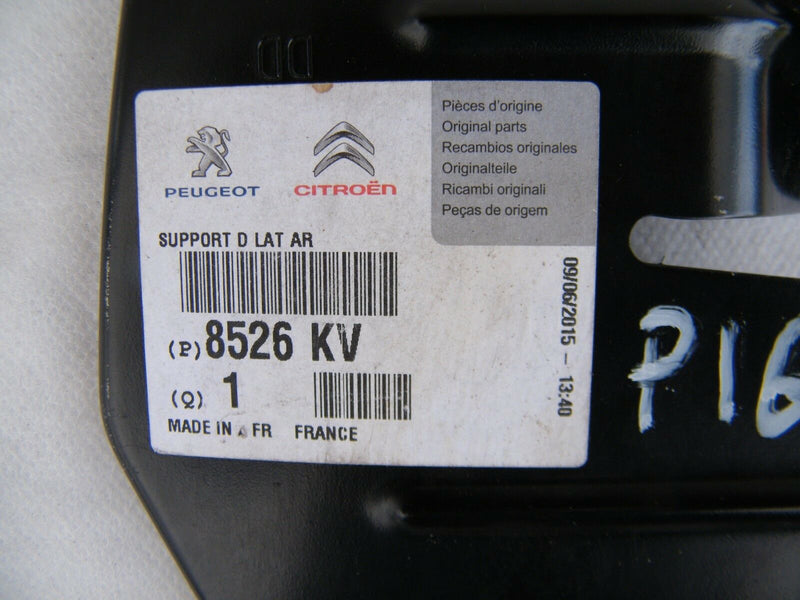 DD
PEUGEOT
CITROËN
Pièces d'origine
Original parts
Recambios originales
Originalteile
Ricambi originali
Peças de origem
SUPPORT D LAT AR
(P) 8526 KV
(Q) 1
MADE IN FR FRANCE
09/06/2015 - 13:40
P16